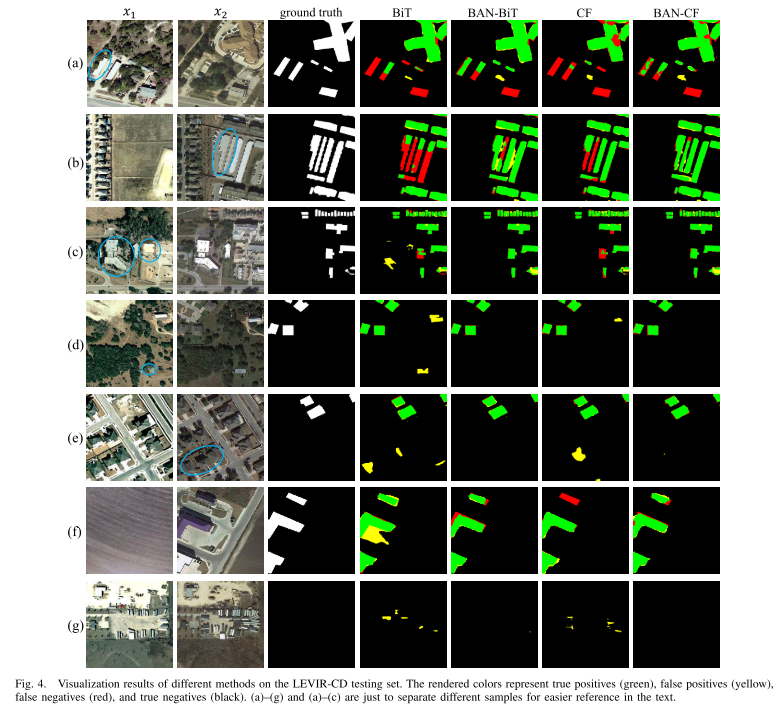 x₁ x₂ ground truth BiT BAN-BiT CF BAN-CF
(a)
(b)
(c)
(d)
(e)
(f)
(g)
Fig. 4. Visualization results of different methods on the LEVIR-CD testing set. The rendered colors represent true positives (green), false positives (yellow),
false negatives (red), and true negatives (black). (a)–(g) and (a)–(c) are just to separate different samples for easier reference in the text.